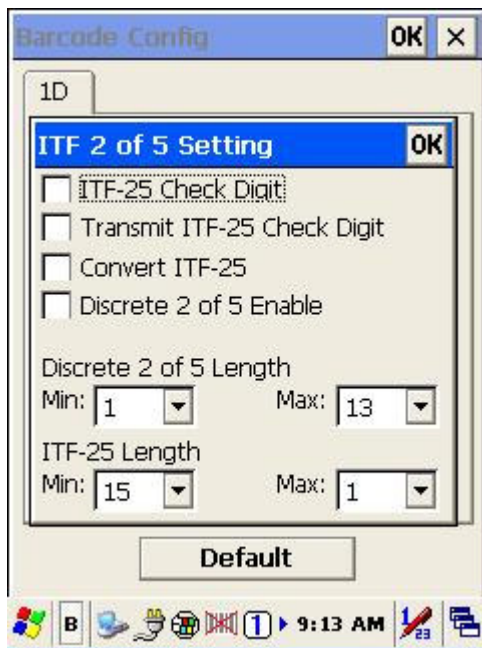 Barcode Config OK ×
1D
ITF 2 of 5 Setting OK
ITF-25 Check Digit
Transmit ITF-25 Check Digit
Convert ITF-25
Discrete 2 of 5 Enable
Discrete 2 of 5 Length
Min: 1 Max: 13
ITF-25 Length
Min: 15 Max: 1
Default
B 1 9:13 AM 1/23